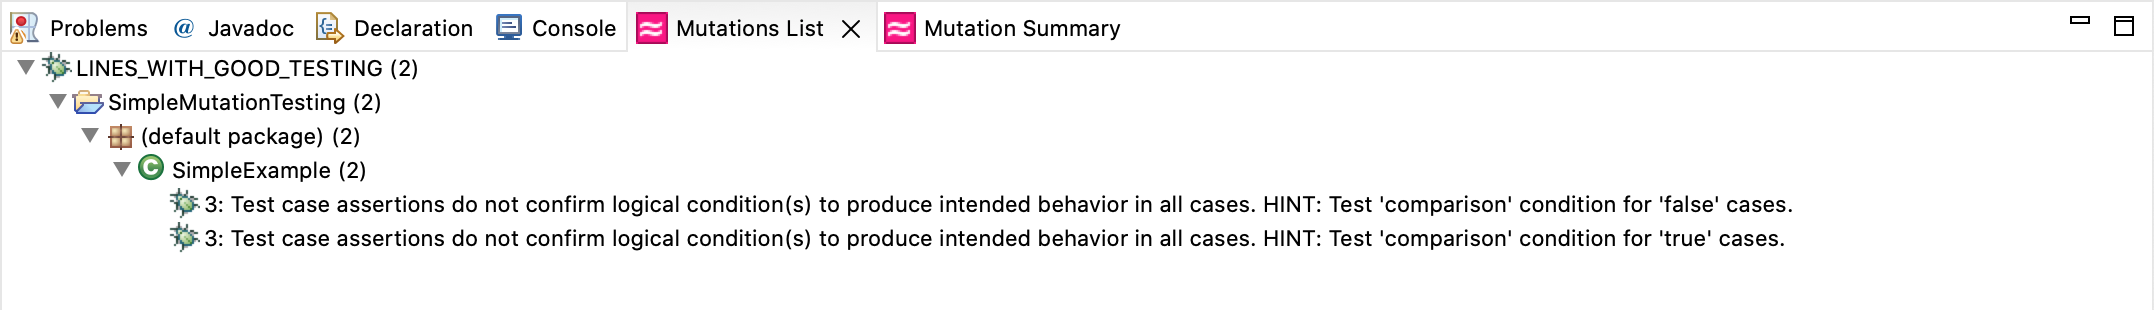 Problems @ Javadoc Declaration Console Mutations List Mutation Summary
LINES_WITH_GOOD_TESTING (2)
SimpleMutationTesting (2)
(default package) (2)
SimpleExample (2)
3: Test case assertions do not confirm logical condition(s) to produce intended behavior in all cases. HINT: Test 'comparison' condition for 'false' cases.
3: Test case assertions do not confirm logical condition(s) to produce intended behavior in all cases. HINT: Test 'comparison' condition for 'true' cases.